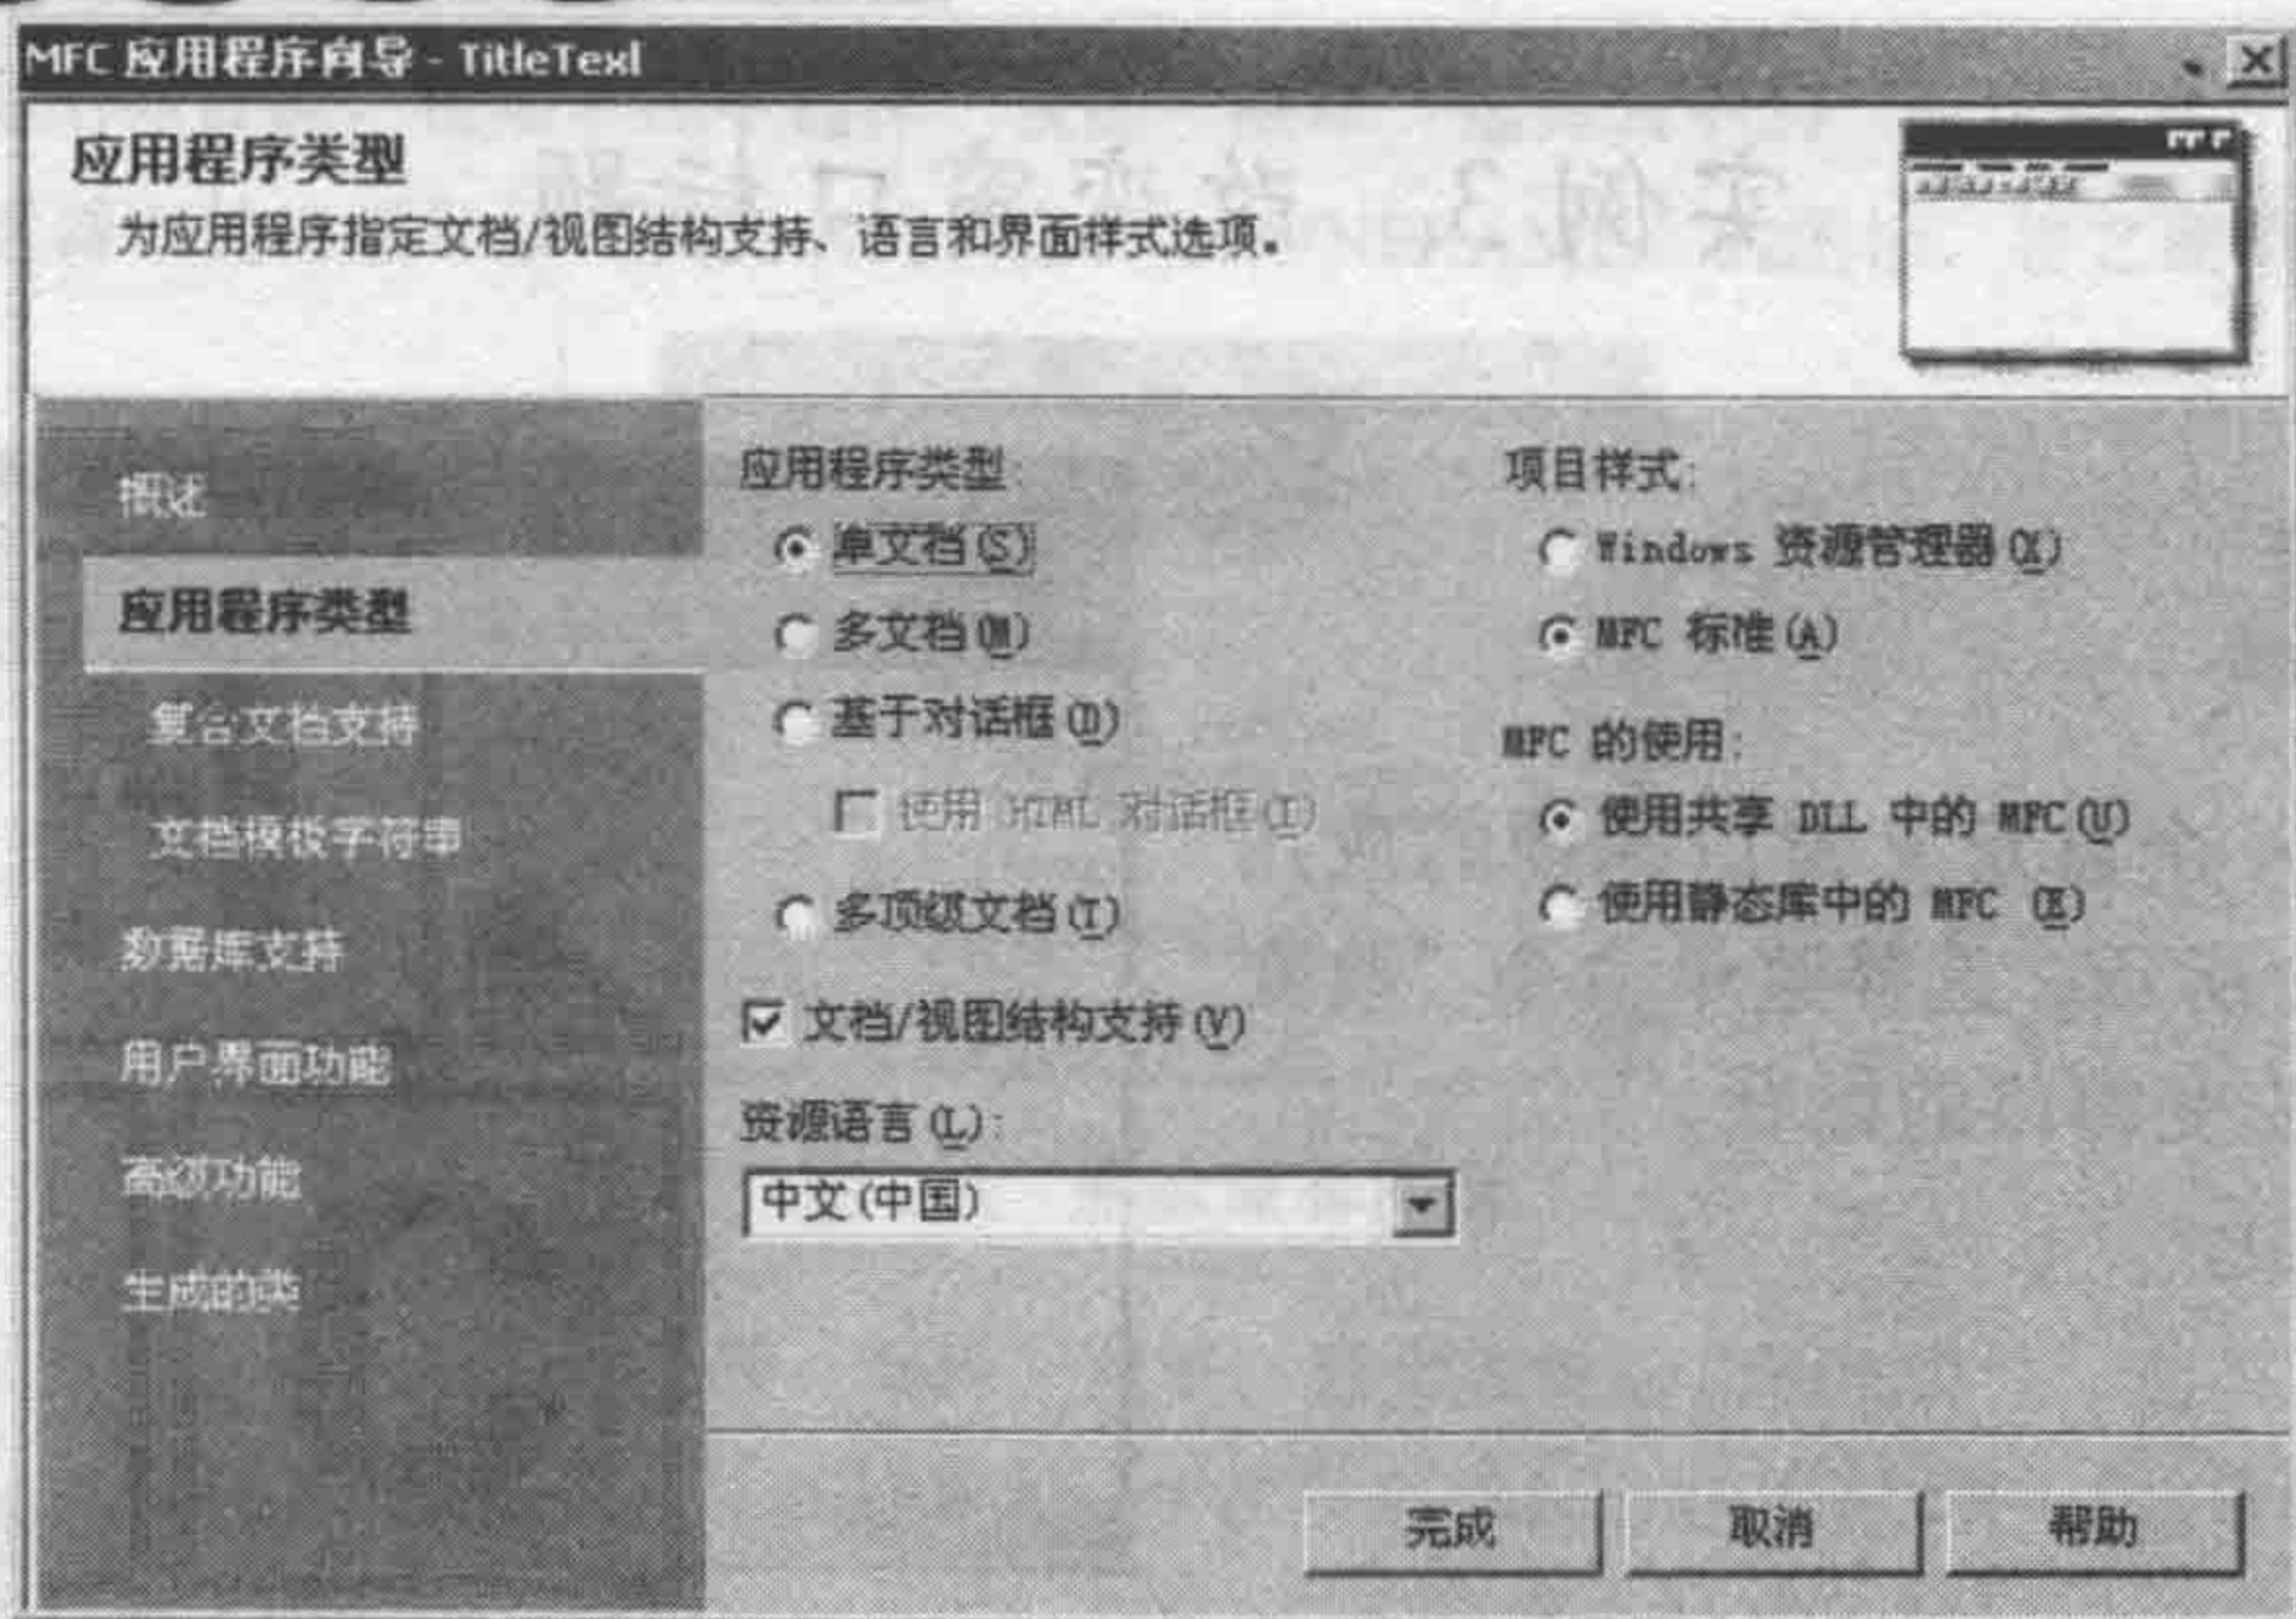 MFC 应用程序向导 - TitleText
应用程序类型
为应用程序指定文档/视图结构支持、语言和界面样式选项。
概述
应用程序类型
复合文档支持
文档模板字符串
数据库支持
用户界面功能
高级功能
生成的类
应用程序类型:
单文档(S)
多文档(M)
基于对话框(D)
使用 HTML 对话框(I)
多顶级文档(T)
文档/视图结构支持(V)
资源语言(L):
中文(中国)
项目样式:
Windows 资源管理器(X)
MFC 标准(A)
MFC 的使用:
使用共享 DLL 中的 MFC(U)
使用静态库中的 MFC (E)
完成
取消
帮助